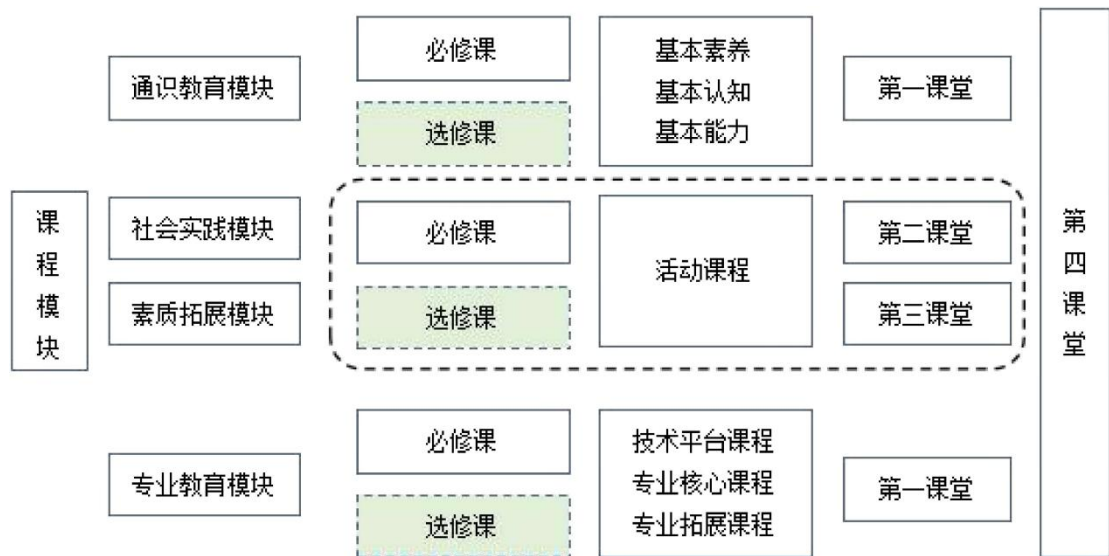 课程模块
通识教育模块
必修课
选修课
基本素养
基本认知
基本能力
第一课堂
社会实践模块
素质拓展模块
必修课
选修课
活动课程
第二课堂
第三课堂
专业教育模块
必修课
选修课
技术平台课程
专业核心课程
专业拓展课程
第一课堂
第四课堂